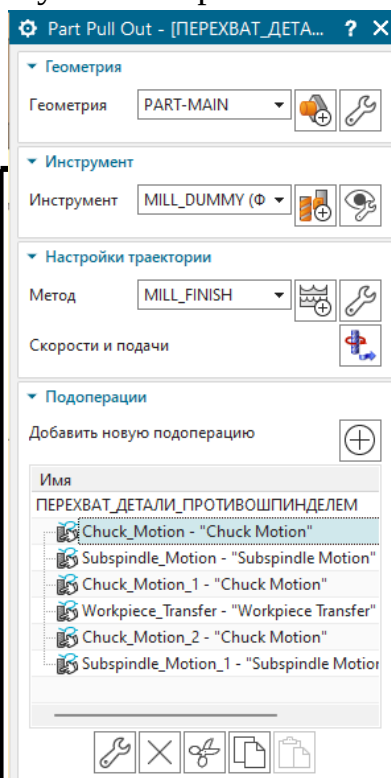 Part Pull Out - [ПЕРЕХВАТ_ДЕТА... ? X
Геометрия
Геометрия PART-MAIN
Инструмент
Инструмент MILL_DUMMY (Ф
Настройки траектории
Метод MILL_FINISH
Скорости и подачи
Подоперации
Добавить новую подоперацию
Имя
ПЕРЕХВАТ_ДЕТАЛИ_ПРОТИВОШПИНДЕЛЕМ
Chuck_Motion - "Chuck Motion"
Subspindle_Motion - "Subspindle Motion"
Chuck_Motion_1 - "Chuck Motion"
Workpiece_Transfer - "Workpiece Transfer"
Chuck_Motion_2 - "Chuck Motion"
Subspindle_Motion_1 - "Subspindle Motion